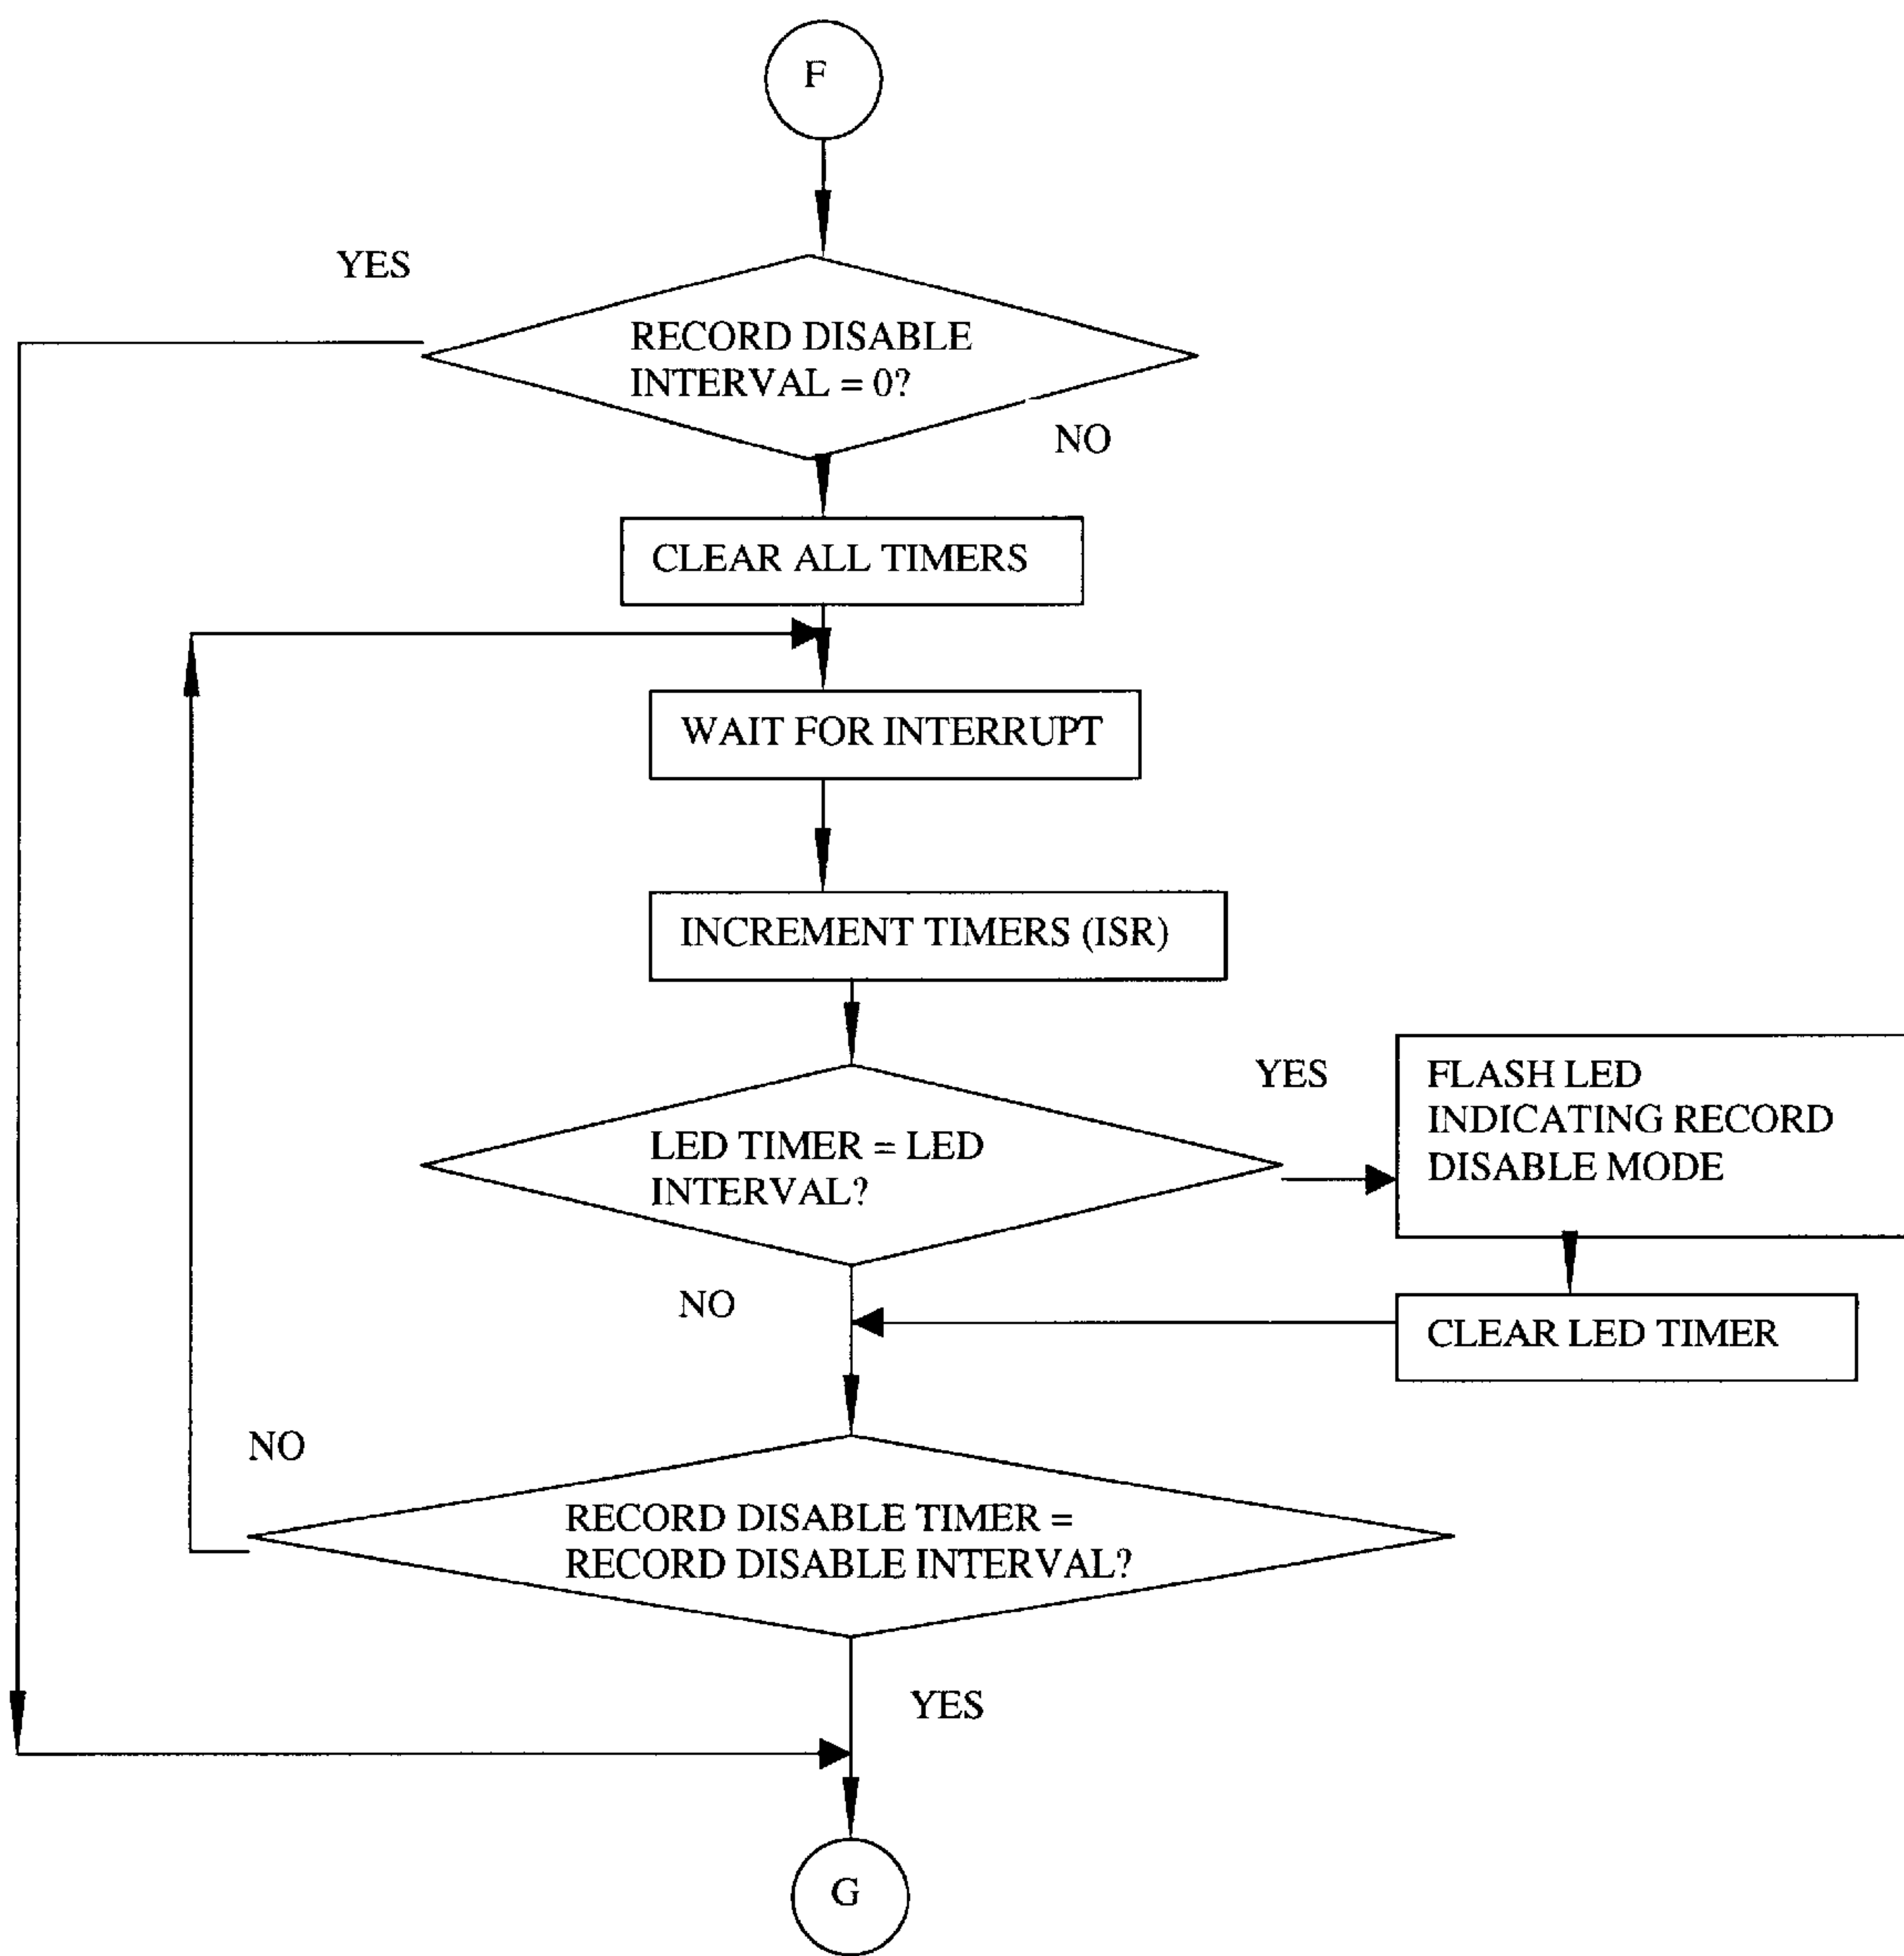 F
YES
RECORD DISABLE
INTERVAL = 0?
NO
CLEAR ALL TIMERS
WAIT FOR INTERRUPT
INCREMENT TIMERS (ISR)
LED TIMER = LED
INTERVAL?
YES
FLASH LED
INDICATING RECORD
DISABLE MODE
NO
CLEAR LED TIMER
NO
RECORD DISABLE TIMER =
RECORD DISABLE INTERVAL?
YES
G